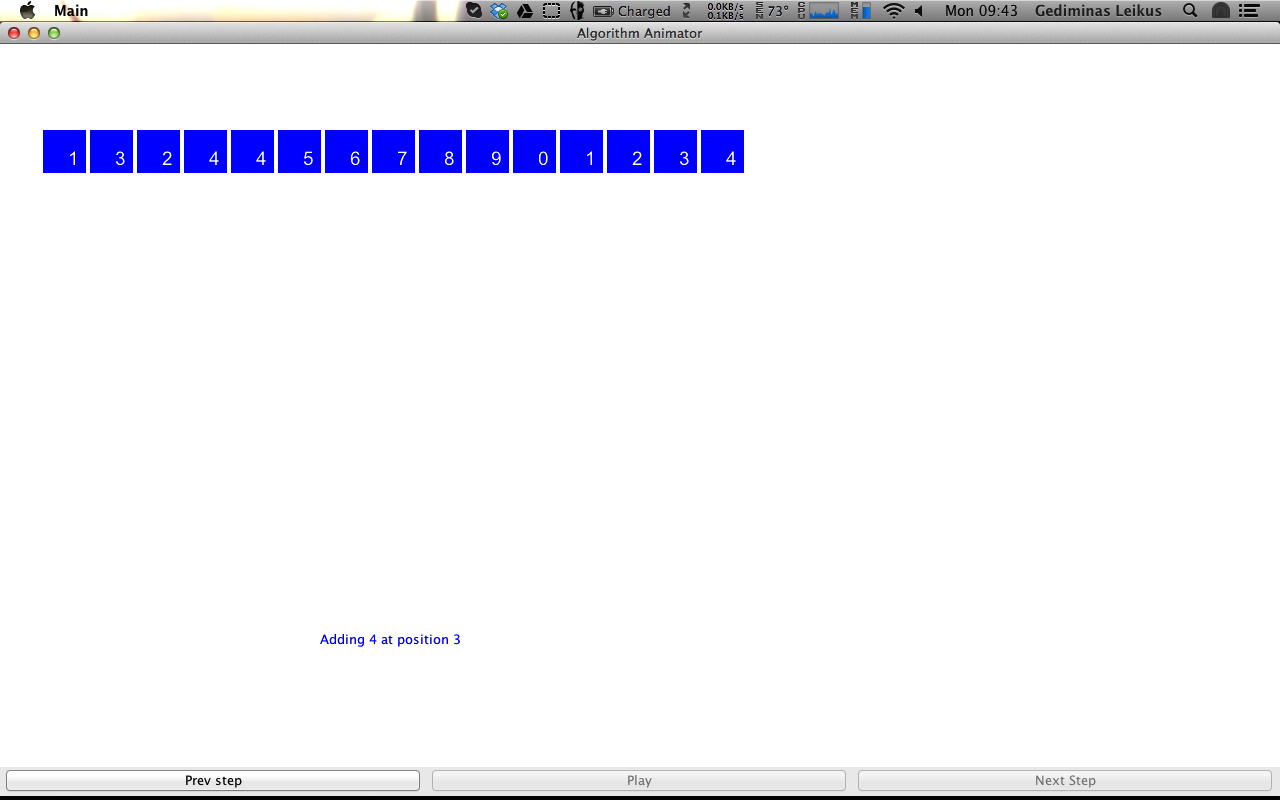 Main Charged 0.0KB/s 0.1KB/s SEN 73° CPU MEM Mon 09:43 Gediminas Leikus
Algorithm Animator
1 3 2 4 4 5 6 7 8 9 0 1 2 3 4
Adding 4 at position 3
Prev step Play Next Step